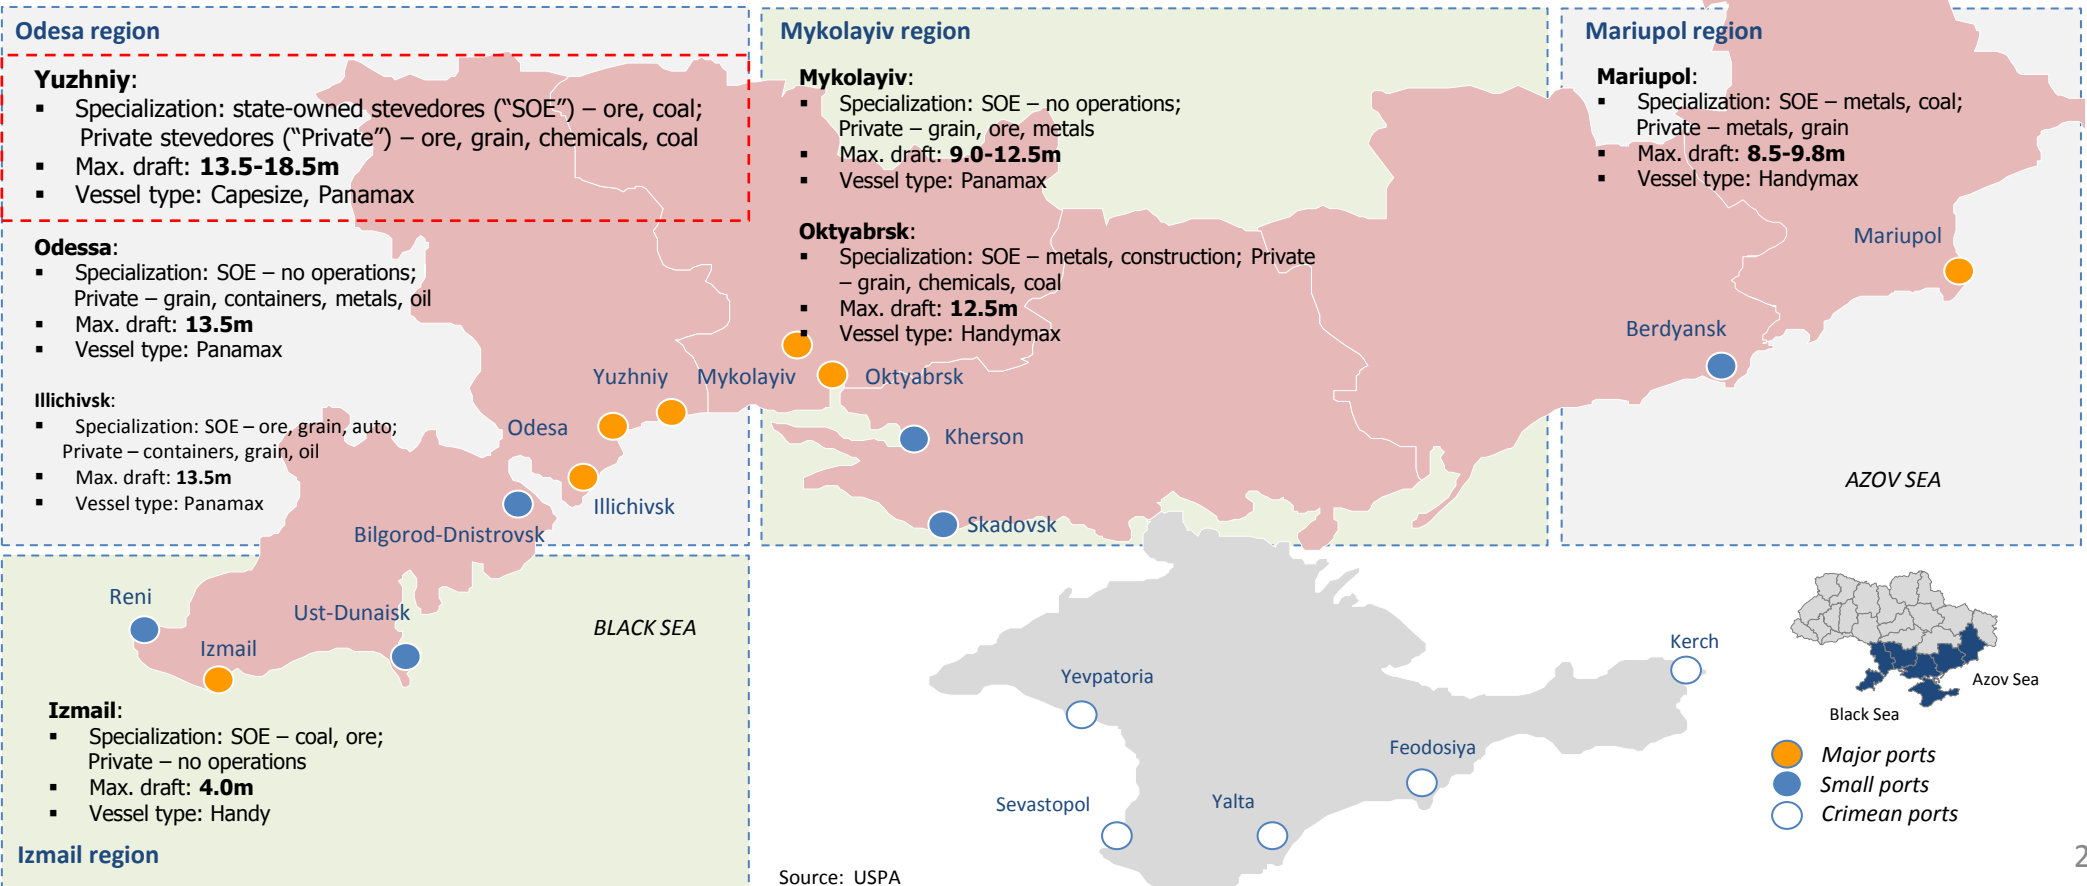 Odesa region
Yuzhniy:
▪ Specialization: state-owned stevedores (“SOE”) – ore, coal;
Private stevedores (“Private”) – ore, grain, chemicals, coal
▪ Max. draft: 13.5-18.5m
▪ Vessel type: Capesize, Panamax
Odessa:
▪ Specialization: SOE – no operations;
Private – grain, containers, metals, oil
▪ Max. draft: 13.5m
▪ Vessel type: Panamax
Illichivsk:
▪ Specialization: SOE – ore, grain, auto;
Private – containers, grain, oil
▪ Max. draft: 13.5m
▪ Vessel type: Panamax
Mykolayiv region
Mykolayiv:
▪ Specialization: SOE – no operations;
Private – grain, ore, metals
▪ Max. draft: 9.0-12.5m
▪ Vessel type: Panamax
Oktyabrsk:
▪ Specialization: SOE – metals, construction; Private
– grain, chemicals, coal
▪ Max. draft: 12.5m
▪ Vessel type: Handymax
Mariupol region
Mariupol:
▪ Specialization: SOE – metals, coal;
Private – metals, grain
▪ Max. draft: 8.5-9.8m
▪ Vessel type: Handymax
Mariupol
Berdyansk
AZOV SEA
Yuzhniy
Mykolayiv
Oktyabrsk
Odesa
Kherson
Illichivsk
Skadovsk
Bilgorod-Dnistrovsk
Reni
Ust-Dunaisk
Izmail
BLACK SEA
Izmail:
▪ Specialization: SOE – coal, ore;
Private – no operations
▪ Max. draft: 4.0m
▪ Vessel type: Handy
Izmail region
Kerch
Yevpatoria
Feodosiya
Sevastopol
Yalta
Azov Sea
Black Sea
Major ports
Small ports
Crimean ports
Source: USPA
2